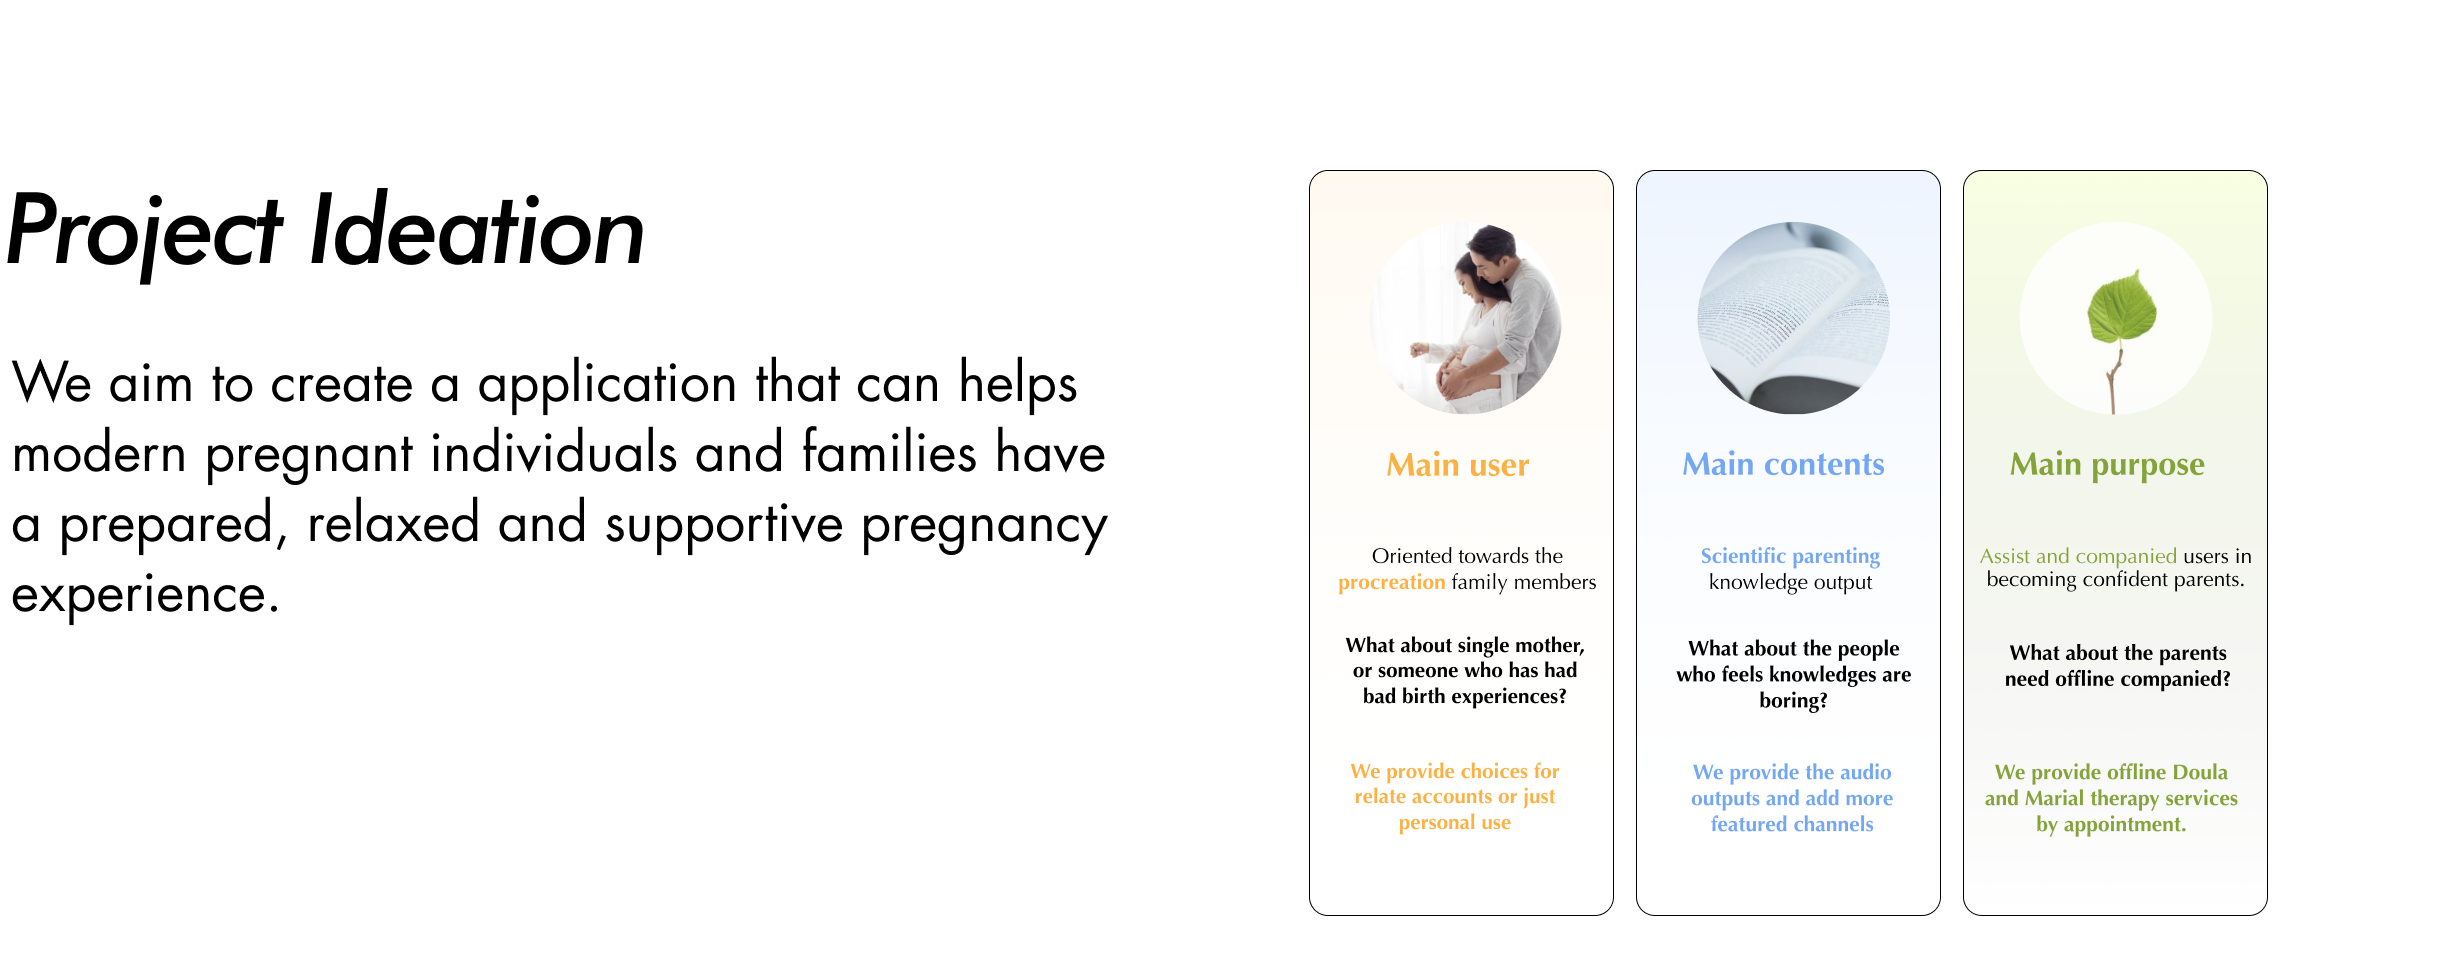 Project Ideation
We aim to create a application that can helps
modern pregnant individuals and families have
a prepared, relaxed and supportive pregnancy
experience.
Main user
Oriented towards the
procreation family members
What about single mother,
or someone who has had
bad birth experiences?
We provide choices for
relate accounts or just
personal use
Main contents
Scientific parenting
knowledge output
What about the people
who feels knowledges are
boring?
We provide the audio
outputs and add more
featured channels
Main purpose
Assist and companied users in
becoming confident parents.
What about the parents
need offline companied?
We provide offline Doula
and Marial therapy services
by appointment.